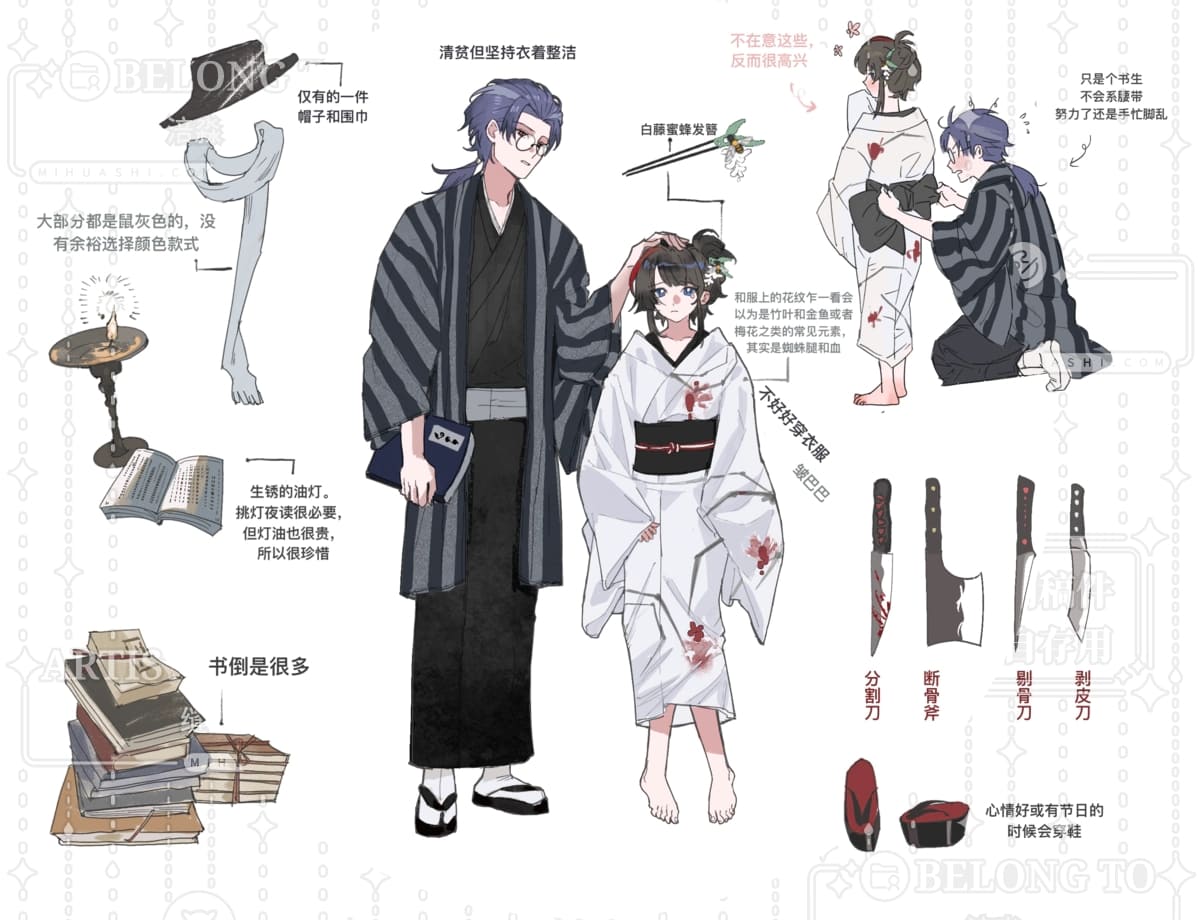 清贫但坚持衣着整洁
仅有的一件
帽子和围巾
大部分都是鼠灰色的，没
有余裕选择颜色款式
生锈的油灯。
挑灯夜读很必要，
但灯油也很贵，
所以很珍惜
书倒是很多
白藤蜜蜂发簪
不在意这些，
反而很高兴
只是个书生
不会系腰带
努力了还是手忙脚乱
和服上的花纹乍一看会
以为是竹叶和金鱼或者
梅花之类的常见元素，
其实是蜘蛛腿和血
不好好穿衣服
皱巴巴
分割刀
断骨斧
剔骨刀
剥皮刀
心情好或有节日的
时候会穿鞋
BELONG
MIHUASHI.COM
ARTIS
MIH
ASHI.COM
稿件
自存用
BELONG TO